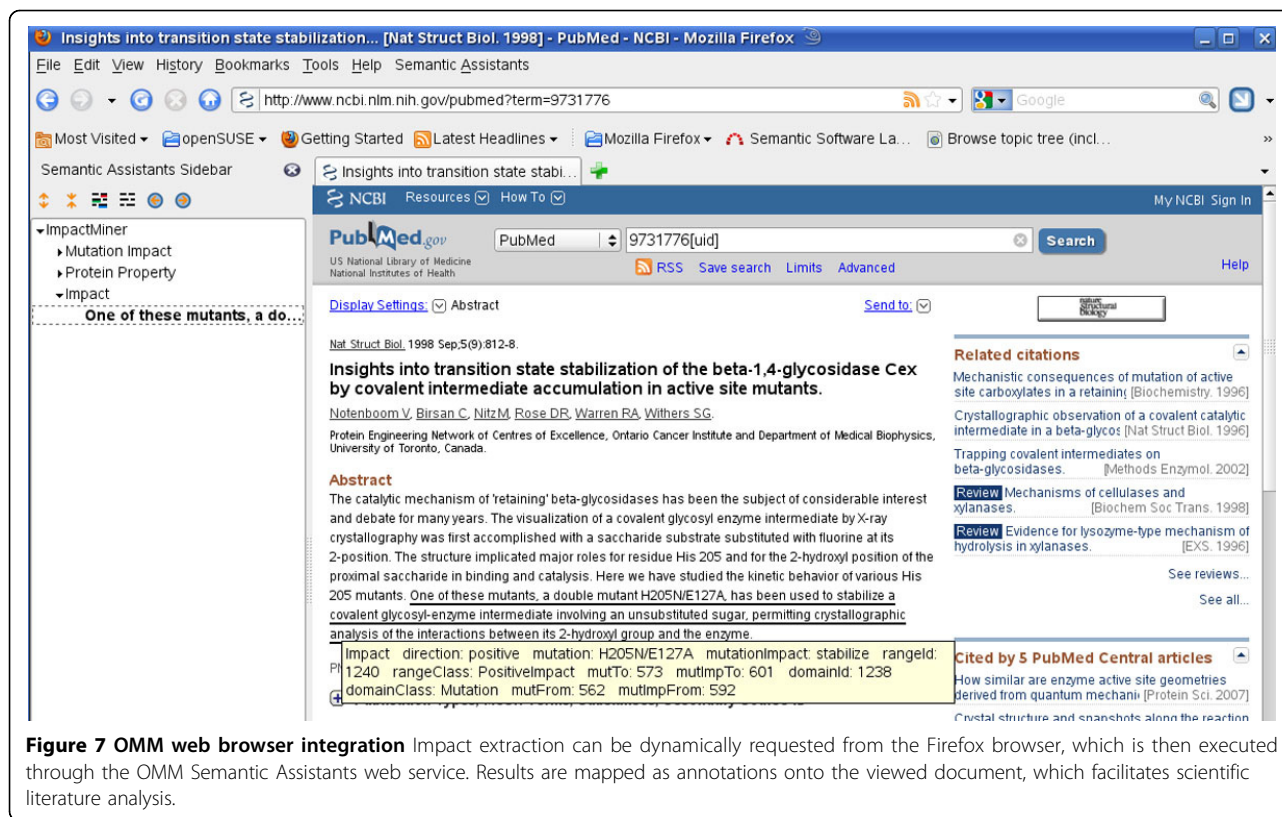 Insights into transition state stabilization... [Nat Struct Biol. 1998] - PubMed - NCBI - Mozilla Firefox
File Edit View History Bookmarks Tools Help Semantic Assistants
http://www.ncbi.nlm.nih.gov/pubmed?term=9731776
Google
Most Visited openSUSE Getting Started Latest Headlines Mozilla Firefox Semantic Software La... Browse topic tree (incl... »
Semantic Assistants Sidebar
Insights into transition state stabi...
ImpactMiner
Mutation Impact
Protein Property
Impact
One of these mutants, a do...
NCBI Resources How To
My NCBI Sign In
PubMed.gov
US National Library of Medicine
National Institutes of Health
PubMed
9731776[uid]
Search
RSS Save search Limits Advanced
Help
Display Settings: Abstract
Send to:
nature
structural
biology
Nat Struct Biol. 1998 Sep;5(9):812-8.
Insights into transition state stabilization of the beta-1,4-glycosidase Cex
by covalent intermediate accumulation in active site mutants.
Notenboom V, Birsan C, Nitz M, Rose DR, Warren RA, Withers SG.
Protein Engineering Network of Centres of Excellence, Ontario Cancer Institute and Department of Medical Biophysics,
University of Toronto, Canada.
Abstract
The catalytic mechanism of 'retaining' beta-glycosidases has been the subject of considerable interest
and debate for many years. The visualization of a covalent glycosyl enzyme intermediate by X-ray
crystallography was first accomplished with a saccharide substrate substituted with fluorine at its
2-position. The structure implicated major roles for residue His 205 and for the 2-hydroxyl position of the
proximal saccharide in binding and catalysis. Here we have studied the kinetic behavior of various His
205 mutants. One of these mutants, a double mutant H205N/E127A, has been used to stabilize a
covalent glycosyl-enzyme intermediate involving an unsubstituted sugar, permitting crystallographic
analysis of the interactions between its 2-hydroxyl group and the enzyme.
Impact direction: positive mutation: H205N/E127A mutationImpact: stabilize rangeId:
1240 rangeClass: PositiveImpact mutTo: 573 mutImpTo: 601 domainId: 1238
domainClass: Mutation mutFrom: 562 mutImpFrom: 592
Related citations
Mechanistic consequences of mutation of active
site carboxylates in a retaining [Biochemistry. 1996]
Crystallographic observation of a covalent catalytic
intermediate in a beta-glycos [Nat Struct Biol. 1996]
Trapping covalent intermediates on
beta-glycosidases. [Methods Enzymol. 2002]
Review Mechanisms of cellulases and
xylanases. [Biochem Soc Trans. 1998]
Review Evidence for lysozyme-type mechanism of
hydrolysis in xylanases. [EXS. 1996]
See reviews...
See all...
Cited by 5 PubMed Central articles
How similar are enzyme active site geometries
derived from quantum mechani [Protein Sci. 2007]
Crystal structure and snapshots along the reaction
Figure 7 OMM web browser integration Impact extraction can be dynamically requested from the Firefox browser, which is then executed
through the OMM Semantic Assistants web service. Results are mapped as annotations onto the viewed document, which facilitates scientific
literature analysis.